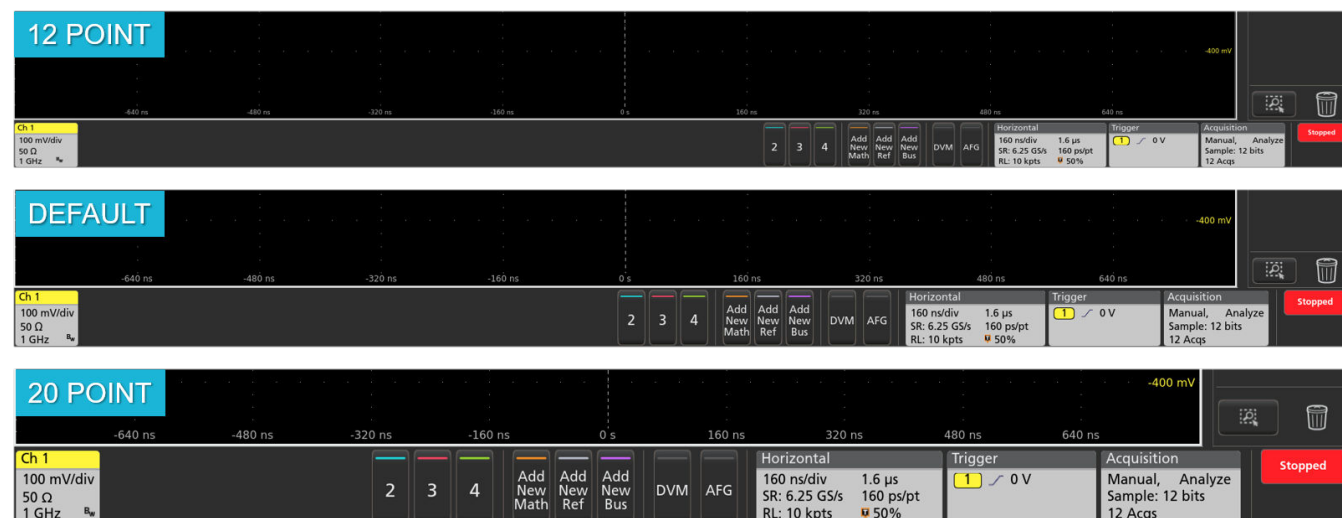 12 POINT
-400 mV
-640 ns -480 ns -320 ns -160 ns 0 s 160 ns 320 ns 480 ns 640 ns
Ch 1
100 mV/div
50 Ω
1 GHz Bw
2 3 4
Add New Math
Add New Ref
Add New Bus
DVM AFG
Horizontal
160 ns/div 1.6 µs
SR: 6.25 GS/s 160 ps/pt
RL: 10 kpts 50%
Trigger
1 0 V
Acquisition
Manual, Analyze
Sample: 12 bits
12 Acqs
Stopped
DEFAULT
-400 mV
-640 ns -480 ns -320 ns -160 ns 0 s 160 ns 320 ns 480 ns 640 ns
Ch 1
100 mV/div
50 Ω
1 GHz Bw
2 3 4
Add New Math
Add New Ref
Add New Bus
DVM AFG
Horizontal
160 ns/div 1.6 µs
SR: 6.25 GS/s 160 ps/pt
RL: 10 kpts 50%
Trigger
1 0 V
Acquisition
Manual, Analyze
Sample: 12 bits
12 Acqs
Stopped
20 POINT
-400 mV
-640 ns -480 ns -320 ns -160 ns 0 s 160 ns 320 ns 480 ns 640 ns
Ch 1
100 mV/div
50 Ω
1 GHz Bw
2 3 4
Add New Math
Add New Ref
Add New Bus
DVM AFG
Horizontal
160 ns/div 1.6 µs
SR: 6.25 GS/s 160 ps/pt
RL: 10 kpts 50%
Trigger
1 0 V
Acquisition
Manual, Analyze
Sample: 12 bits
12 Acqs
Stopped